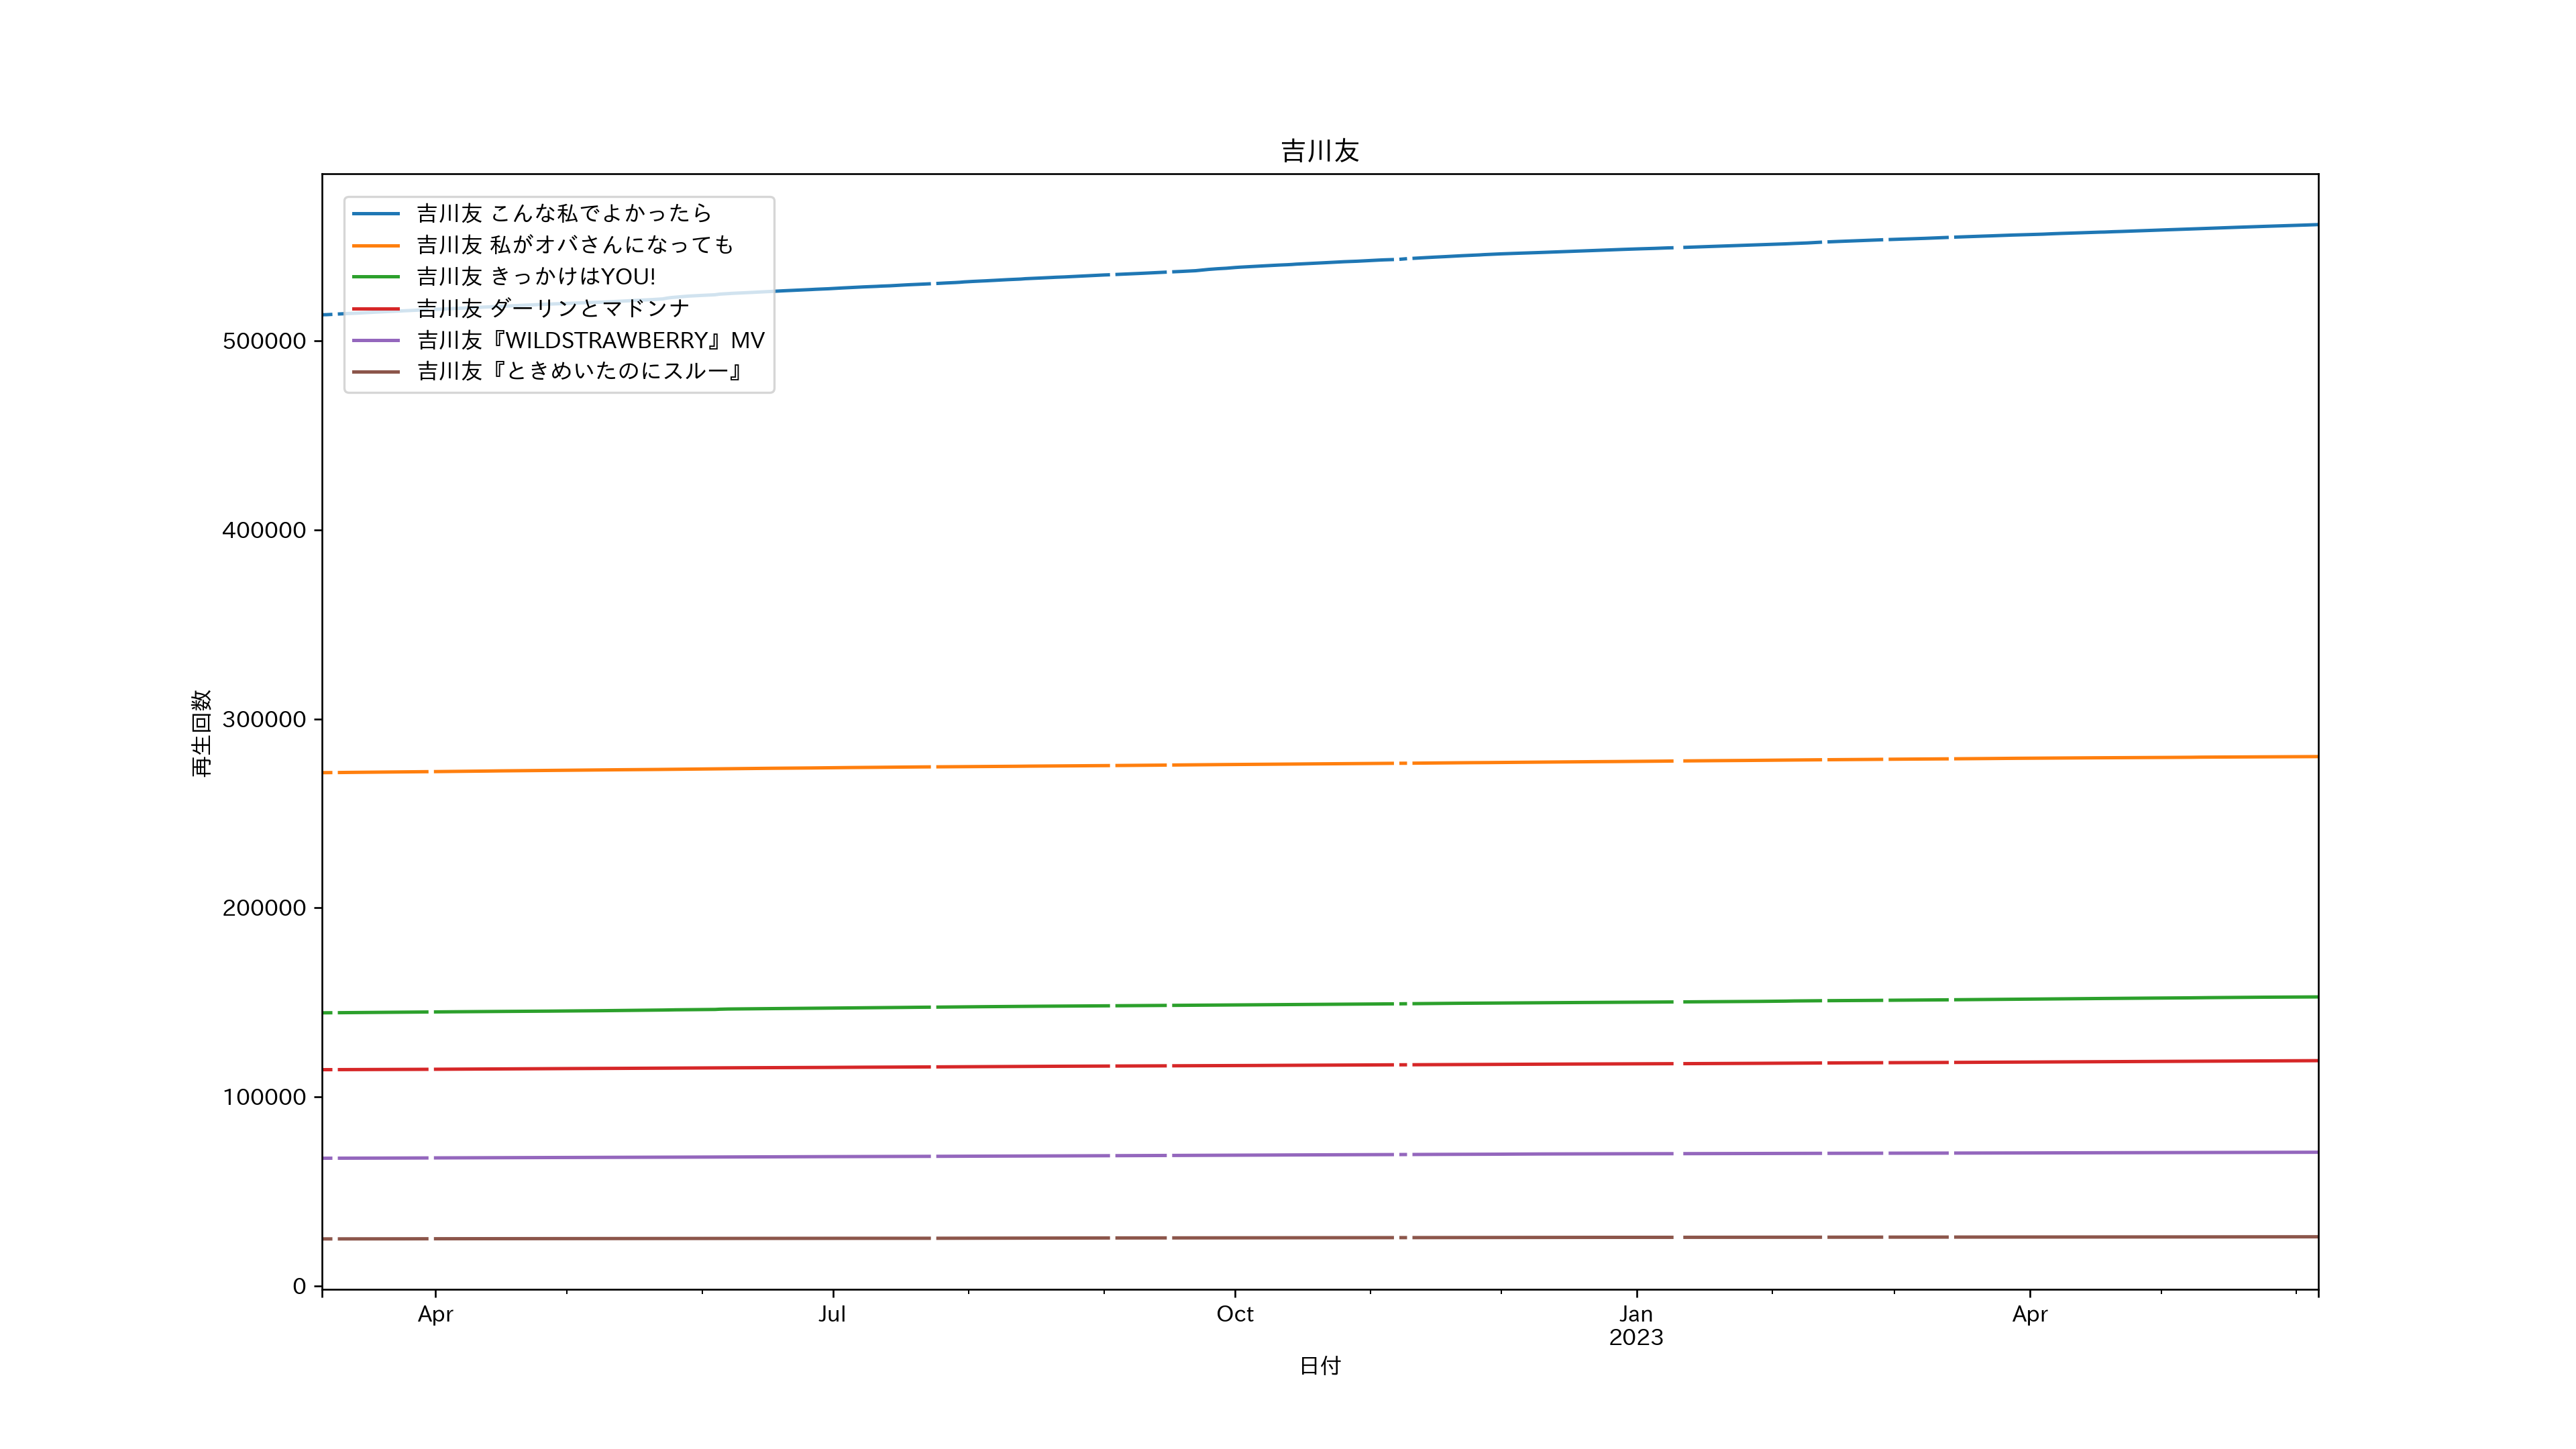 吉川友
吉川友 こんな私でよかったら
吉川友 私がオバさんになっても
吉川友 きっかけはYOU!
吉川友 ダーリンとマドンナ
吉川友『WILDSTRAWBERRY』MV
吉川友『ときめいたのにスルー』
再生回数
500000
400000
300000
200000
100000
0
Apr Jul Oct Jan Apr
2023
日付